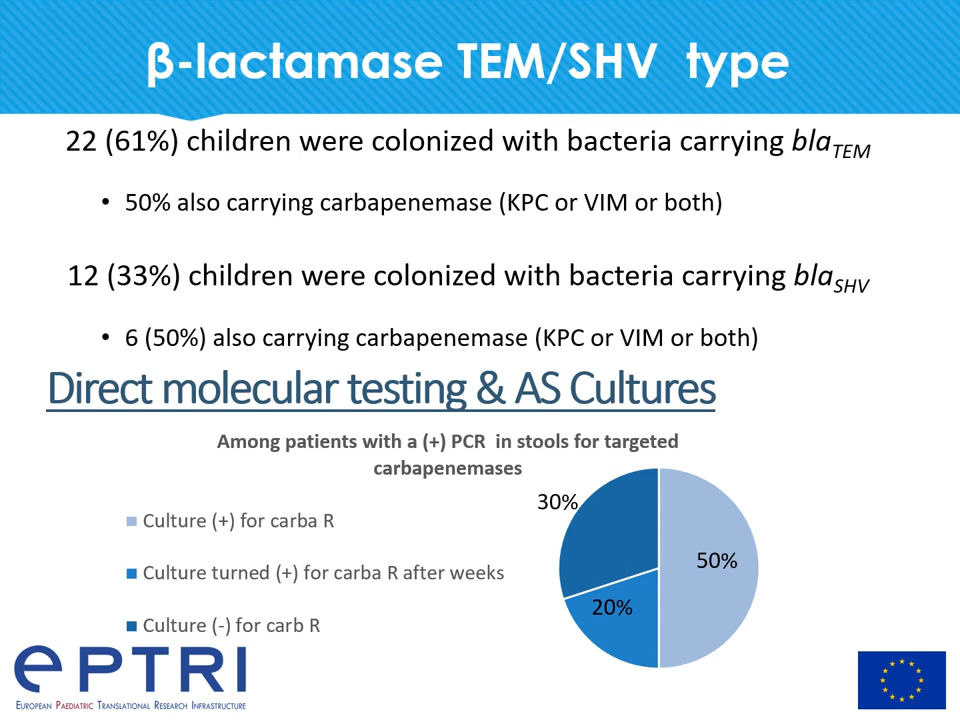 β-lactamase TEM/SHV type
22 (61%) children were colonized with bacteria carrying blaTEM
• 50% also carrying carbapenemase (KPC or VIM or both)
12 (33%) children were colonized with bacteria carrying blaSHV
• 6 (50%) also carrying carbapenemase (KPC or VIM or both)
Direct molecular testing & AS Cultures
Among patients with a (+) PCR in stools for targeted
carbapenemases
Culture (+) for carba R
Culture turned (+) for carba R after weeks
Culture (-) for carb R
30%
50%
20%
ePTRI
EUROPEAN PAEDIATRIC TRANSLATIONAL RESEARCH INFRASTRUCTURE